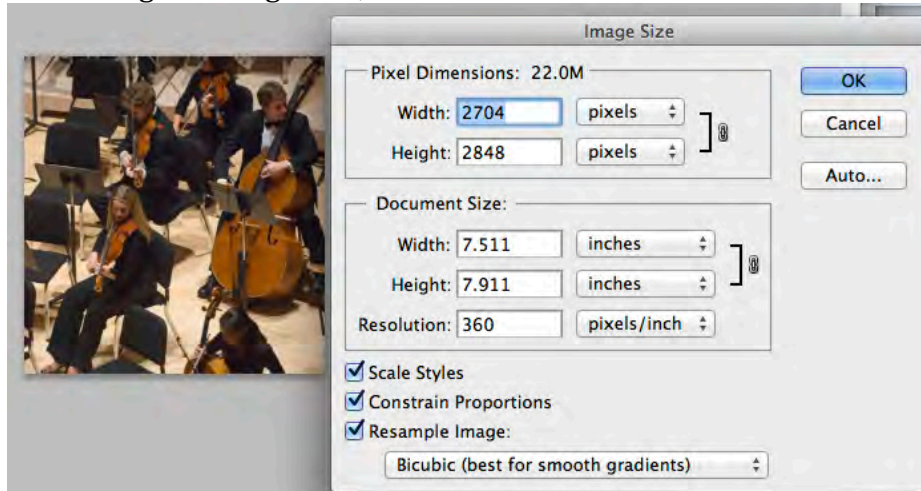 Image Size
Pixel Dimensions: 22.0M
Width: 2704 pixels
Height: 2848 pixels
OK
Cancel
Auto...
Document Size:
Width: 7.511 inches
Height: 7.911 inches
Resolution: 360 pixels/inch
Scale Styles
Constrain Proportions
Resample Image:
Bicubic (best for smooth gradients)